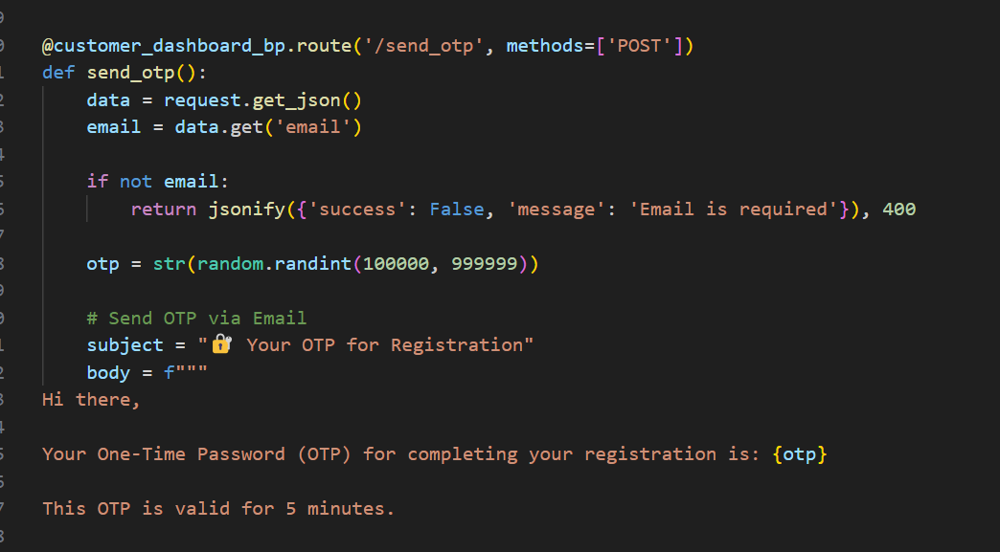 @customer_dashboard_bp.route('/send_otp', methods=['POST'])
def send_otp():
    data = request.get_json()
    email = data.get('email')

    if not email:
        return jsonify({'success': False, 'message': 'Email is required'}), 400

    otp = str(random.randint(100000, 999999))

    # Send OTP via Email
    subject = "🔐 Your OTP for Registration"
    body = f"""
Hi there,

Your One-Time Password (OTP) for completing your registration is: {otp}

This OTP is valid for 5 minutes.